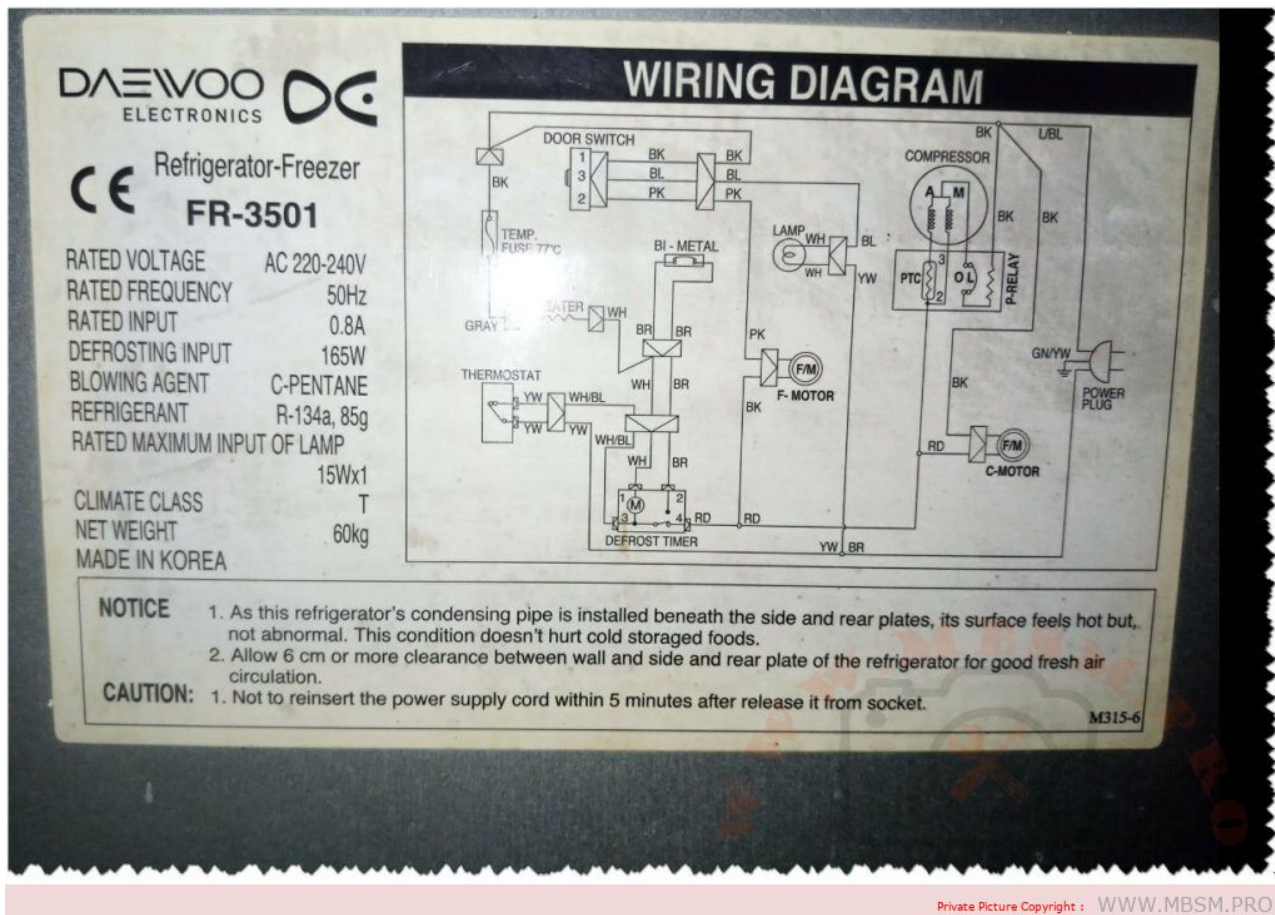 DAEWOO
ELECTRONICS
CE
Refrigerator-Freezer
FR-3501
RATED VOLTAGE AC 220-240V
RATED FREQUENCY 50Hz
RATED INPUT 0.8A
DEFROSTING INPUT 165W
BLOWING AGENT C-PENTANE
REFRIGERANT R-134a, 85g
RATED MAXIMUM INPUT OF LAMP
15Wx1
CLIMATE CLASS T
NET WEIGHT 60kg
MADE IN KOREA
WIRING DIAGRAM
DOOR SWITCH
1 BK BK
3 BL BL
2 PK PK
BK
TEMP.
FUSE 77°C
GRAY
WH
BI - METAL
BR BR
WH BR
THERMOSTAT
YW WH/BL
YW YW
WH/BL
WH BR
1 M 2
3 4 RD RD
DEFROST TIMER
LAMP WH BL
WH YW
PK
F/M
F- MOTOR
BK
BK L/BL
COMPRESSOR
A M
BK BK
3
PTC O L P-RELAY
2
GN/YW
POWER
PLUG
BK
RD F/M
C-MOTOR
YW BR
NOTICE 1. As this refrigerator's condensing pipe is installed beneath the side and rear plates, its surface feels hot but,
not abnormal. This condition doesn't hurt cold storaged foods.
2. Allow 6 cm or more clearance between wall and side and rear plate of the refrigerator for good fresh air
circulation.
CAUTION: 1. Not to reinsert the power supply cord within 5 minutes after release it from socket.
M315-6
WWW.MBSM.PRO
Private Picture Copyright : WWW.MBSM.PRO